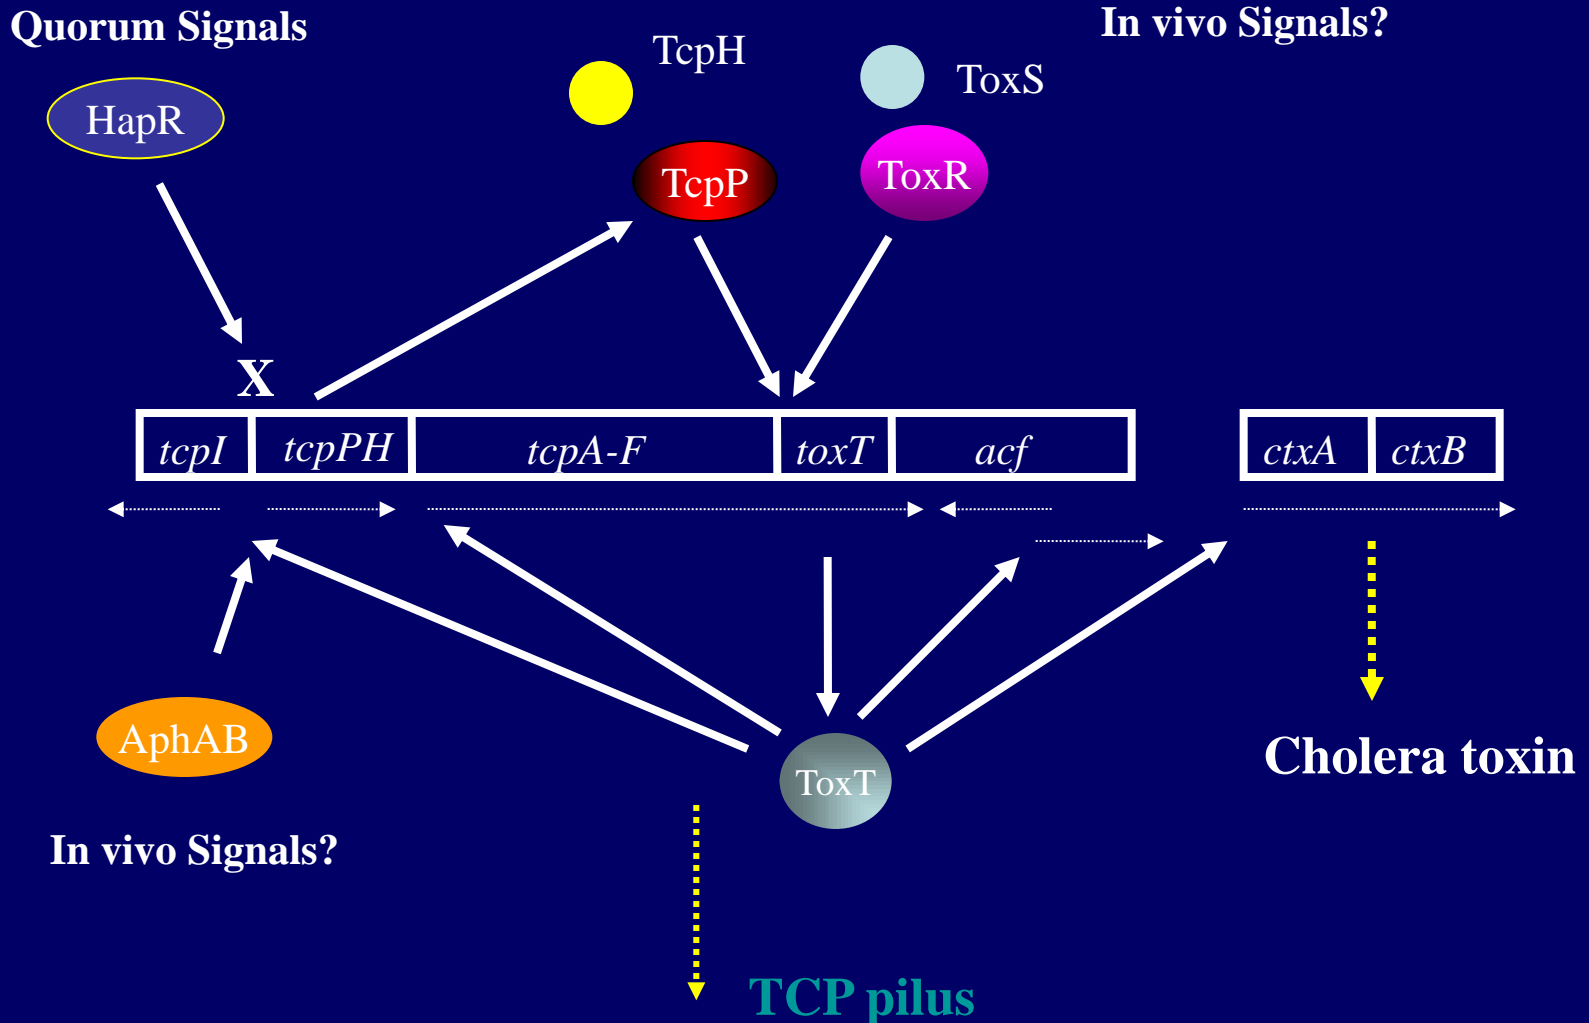 Quorum Signals
In vivo Signals?
TcpH
ToxS
HapR
TcpP
ToxR
X
tcpI
tcpPH
tcpA-F
toxT
acf
ctxA
ctxB
AphAB
ToxT
Cholera toxin
In vivo Signals?
TCP pilus